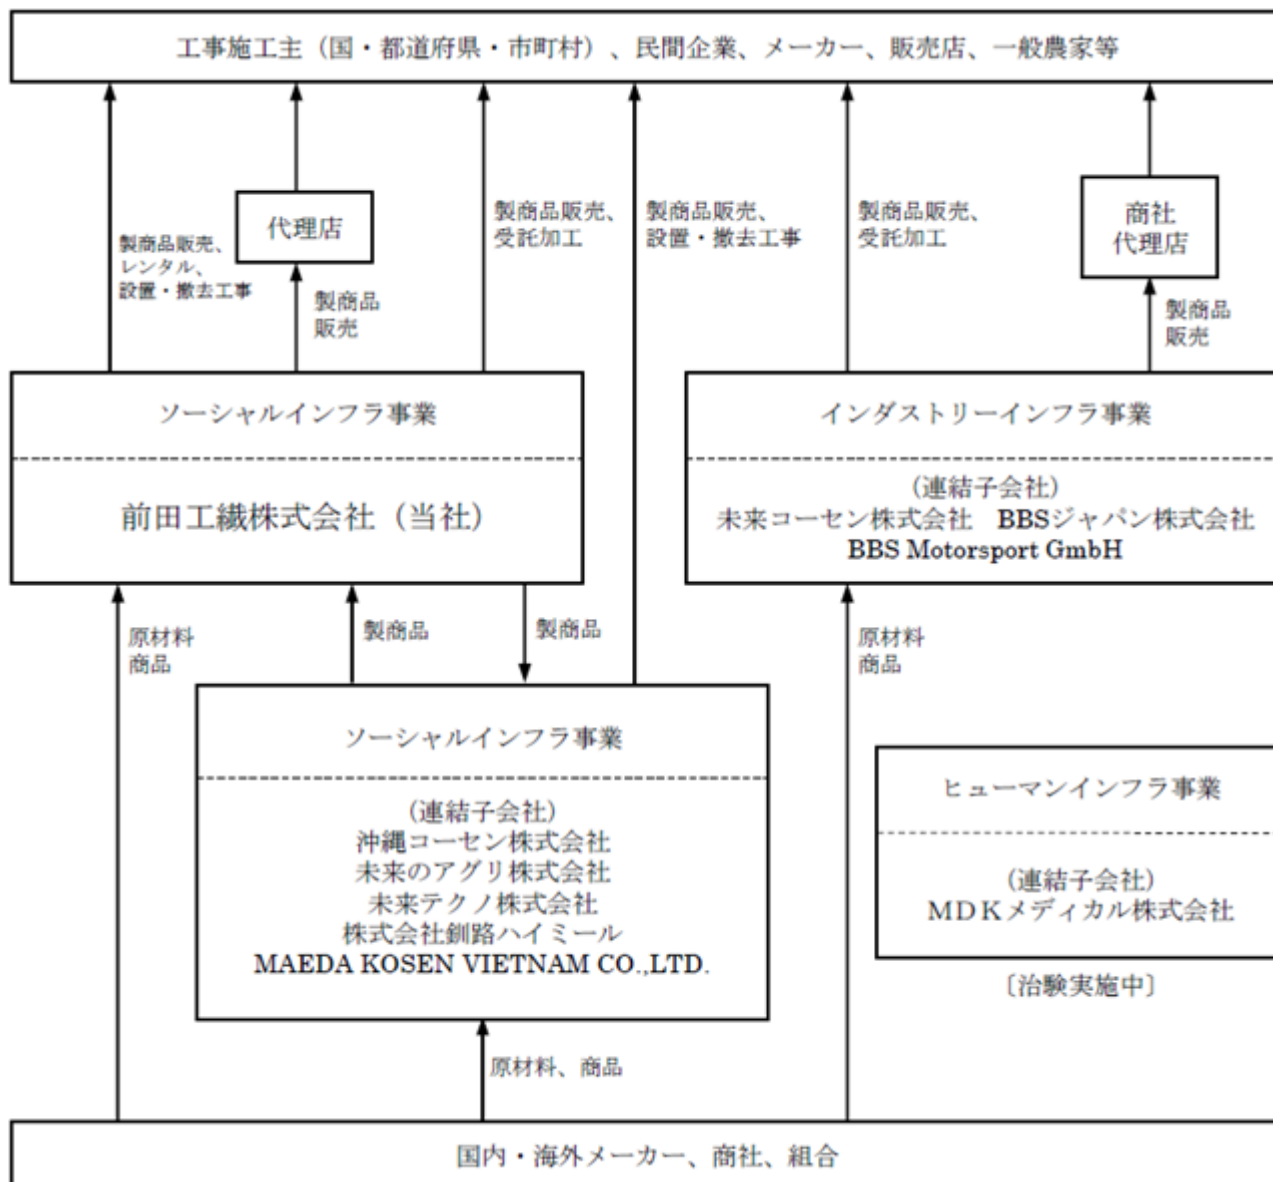 工事施工主（国・都道府県・市町村）、民間企業、メーカー、販売店、一般農家等
製商品販売、
レンタル、
設置・撤去工事
代理店
製商品
販売
製商品販売、
受託加工
製商品販売、
設置・撤去工事
製商品販売、
受託加工
商社
代理店
製商品
販売
ソーシャルインフラ事業
前田工繊株式会社（当社）
インダストリーインフラ事業
（連結子会社）
未来コーセン株式会社　BBSジャパン株式会社
BBS Motorsport GmbH
原材料
商品
製商品
製商品
原材料
商品
ソーシャルインフラ事業
（連結子会社）
沖縄コーセン株式会社
未来のアグリ株式会社
未来テクノ株式会社
株式会社釧路ハイミール
MAEDA KOSEN VIETNAM CO.,LTD.
ヒューマンインフラ事業
（連結子会社）
ＭＤＫメディカル株式会社
〔治験実施中〕
原材料、商品
国内・海外メーカー、商社、組合